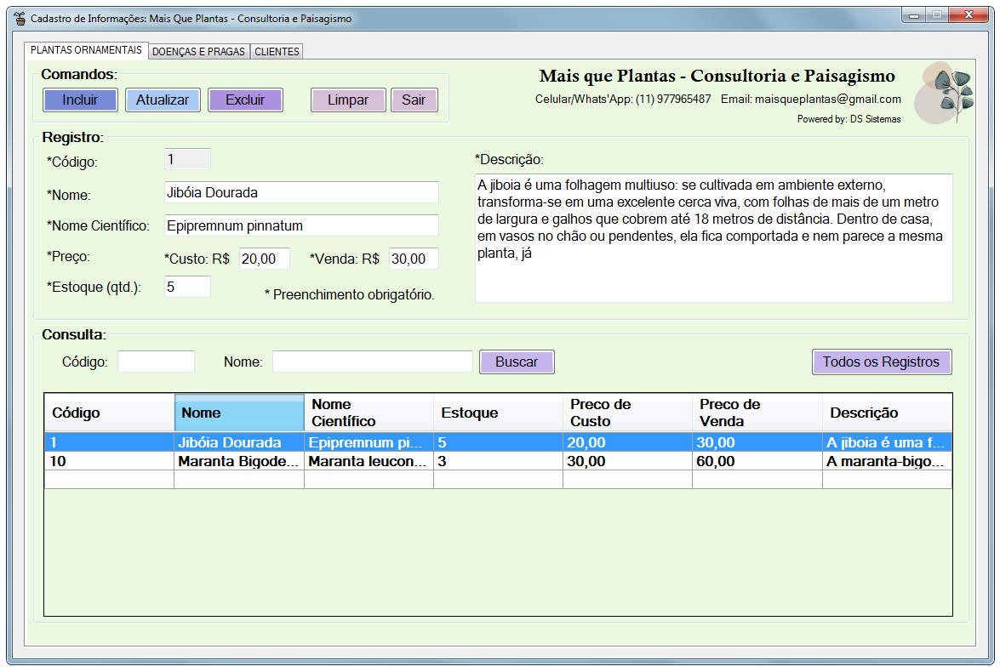 Cadastro de Informações: Mais Que Plantas - Consultoria e Paisagismo
PLANTAS ORNAMENTAIS DOENÇAS E PRAGAS CLIENTES
Comandos:
Incluir Atualizar Excluir Limpar Sair
Mais que Plantas - Consultoria e Paisagismo
Celular/Whats'App: (11) 977965487 Email: maisqueplantas@gmail.com
Powered by: DS Sistemas
Registro:
*Código: 1
*Nome: Jibóia Dourada
*Nome Científico: Epipremnum pinnatum
*Preço: *Custo: R$ 20,00 *Venda: R$ 30,00
*Estoque (qtd.): 5
* Preenchimento obrigatório.
*Descrição:
A jiboia é uma folhagem multiuso: se cultivada em ambiente externo,
transforma-se em uma excelente cerca viva, com folhas de mais de um metro
de largura e galhos que cobrem até 18 metros de distância. Dentro de casa,
em vasos no chão ou pendentes, ela fica comportada e nem parece a mesma
planta, já
Consulta:
Código: Nome: Buscar Todos os Registros
Código Nome Nome Científico Estoque Preco de Custo Preco de Venda Descrição
1 Jibóia Dourada Epipremnum pi... 5 20,00 30,00 A jiboia é uma f...
10 Maranta Bigode... Maranta leucon... 3 30,00 60,00 A maranta-bigo...